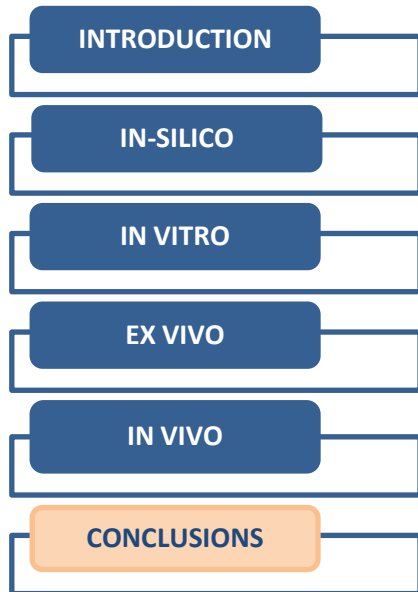 INTRODUCTION
IN-SILICO
IN VITRO
EX VIVO
IN VIVO
CONCLUSIONS